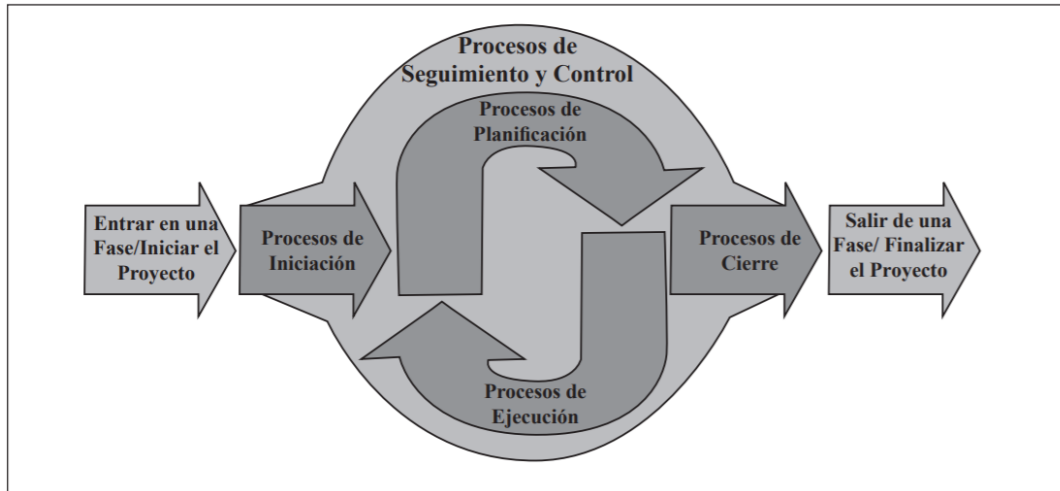 Procesos de
Seguimiento y Control
Procesos de
Planificación
Entrar en una
Fase/Iniciar el
Proyecto
Procesos de
Iniciación
Procesos de
Cierre
Salir de una
Fase/ Finalizar
el Proyecto
Procesos de
Ejecución